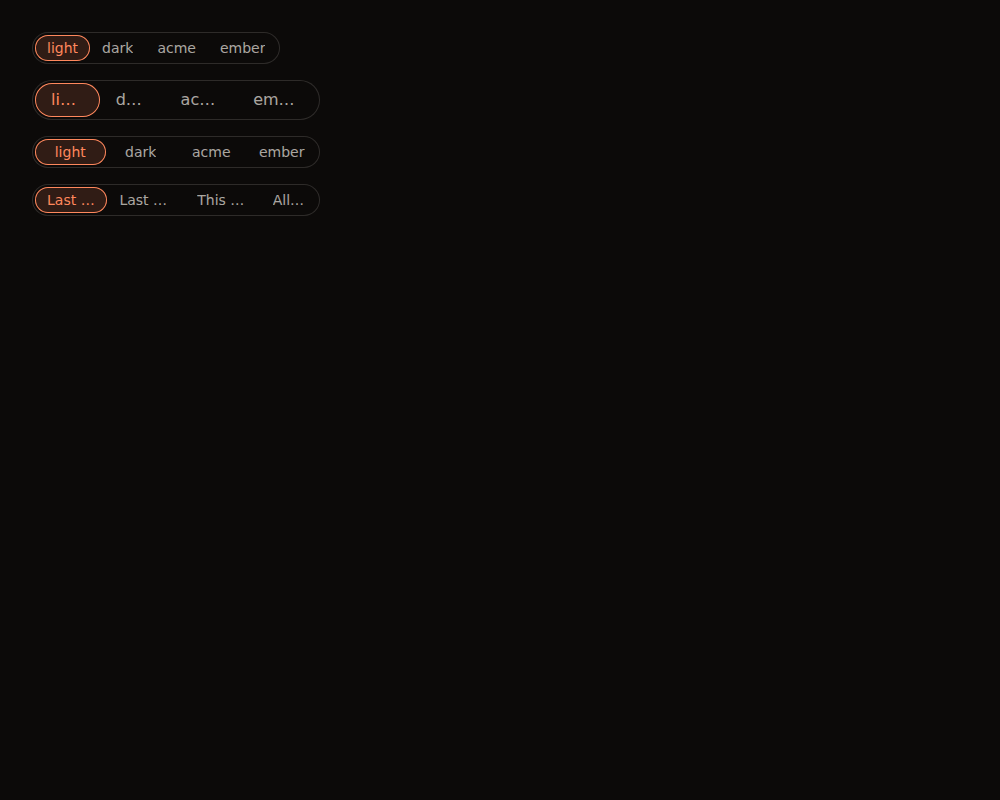 light dark acme ember
li… d… ac… em…
light dark acme ember
Last … Last … This … All…